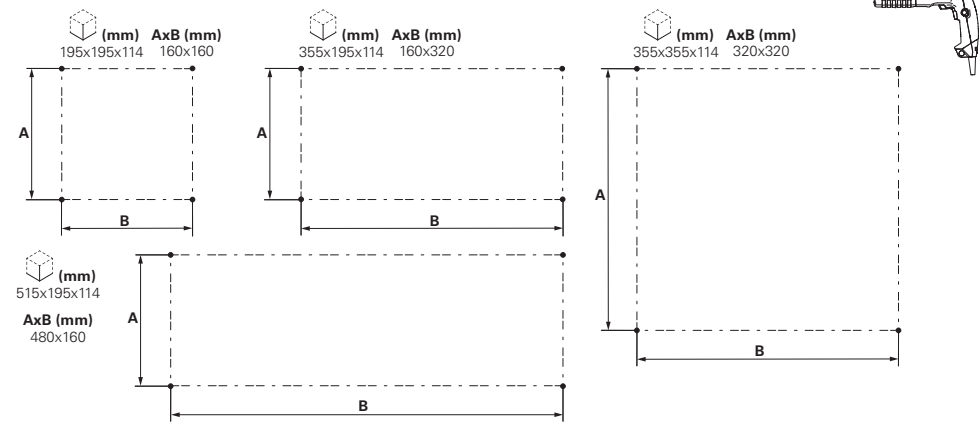 (mm) AxB (mm)
195x195x114 160x160
A
B
(mm) AxB (mm)
355x195x114 160x320
A
B
(mm) AxB (mm)
355x355x114 320x320
A
B
(mm)
515x195x114
AxB (mm)
480x160
A
B